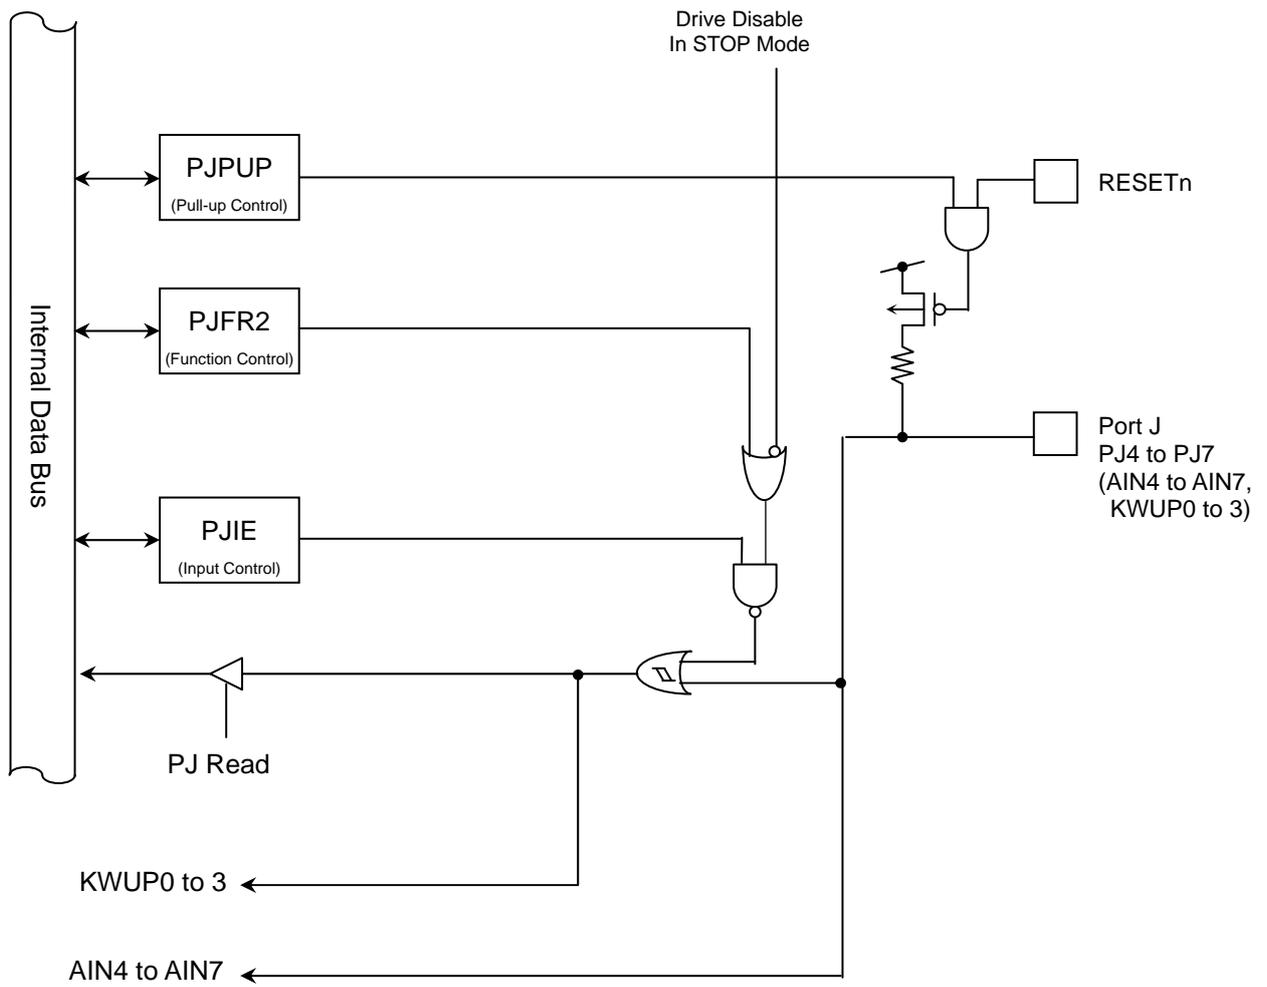 Drive Disable
In STOP Mode
PJPUP
(Pull-up Control)
RESETn
PJFR2
(Function Control)
Internal Data Bus
Port J
PJ4 to PJ7
(AIN4 to AIN7,
KWUP0 to 3)
PJIE
(Input Control)
PJ Read
KWUP0 to 3
AIN4 to AIN7